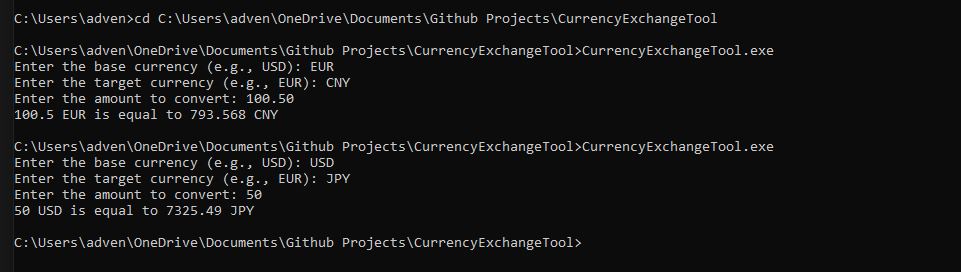 C:\Users\adven>cd C:\Users\adven\OneDrive\Documents\Github Projects\CurrencyExchangeTool
C:\Users\adven\OneDrive\Documents\Github Projects\CurrencyExchangeTool>CurrencyExchangeTool.exe
Enter the base currency (e.g., USD): EUR
Enter the target currency (e.g., EUR): CNY
Enter the amount to convert: 100.50
100.5 EUR is equal to 793.568 CNY
C:\Users\adven\OneDrive\Documents\Github Projects\CurrencyExchangeTool>CurrencyExchangeTool.exe
Enter the base currency (e.g., USD): USD
Enter the target currency (e.g., EUR): JPY
Enter the amount to convert: 50
50 USD is equal to 7325.49 JPY
C:\Users\adven\OneDrive\Documents\Github Projects\CurrencyExchangeTool>